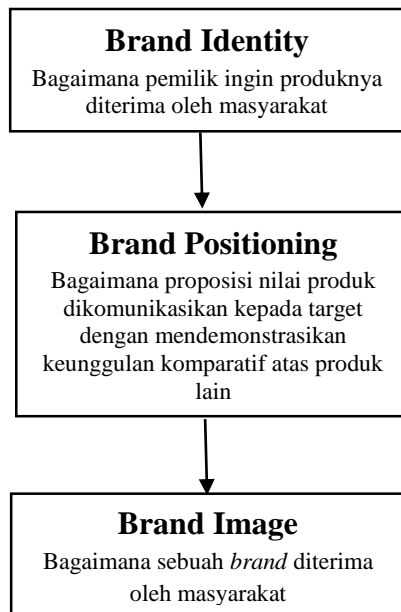 Brand Identity
Bagaimana pemilik ingin produknya
diterima oleh masyarakat
Brand Positioning
Bagaimana proposisi nilai produk
dikomunikasikan kepada target
dengan mendemonstrasikan
keunggulan komparatif atas produk
lain
Brand Image
Bagaimana sebuah brand diterima
oleh masyarakat